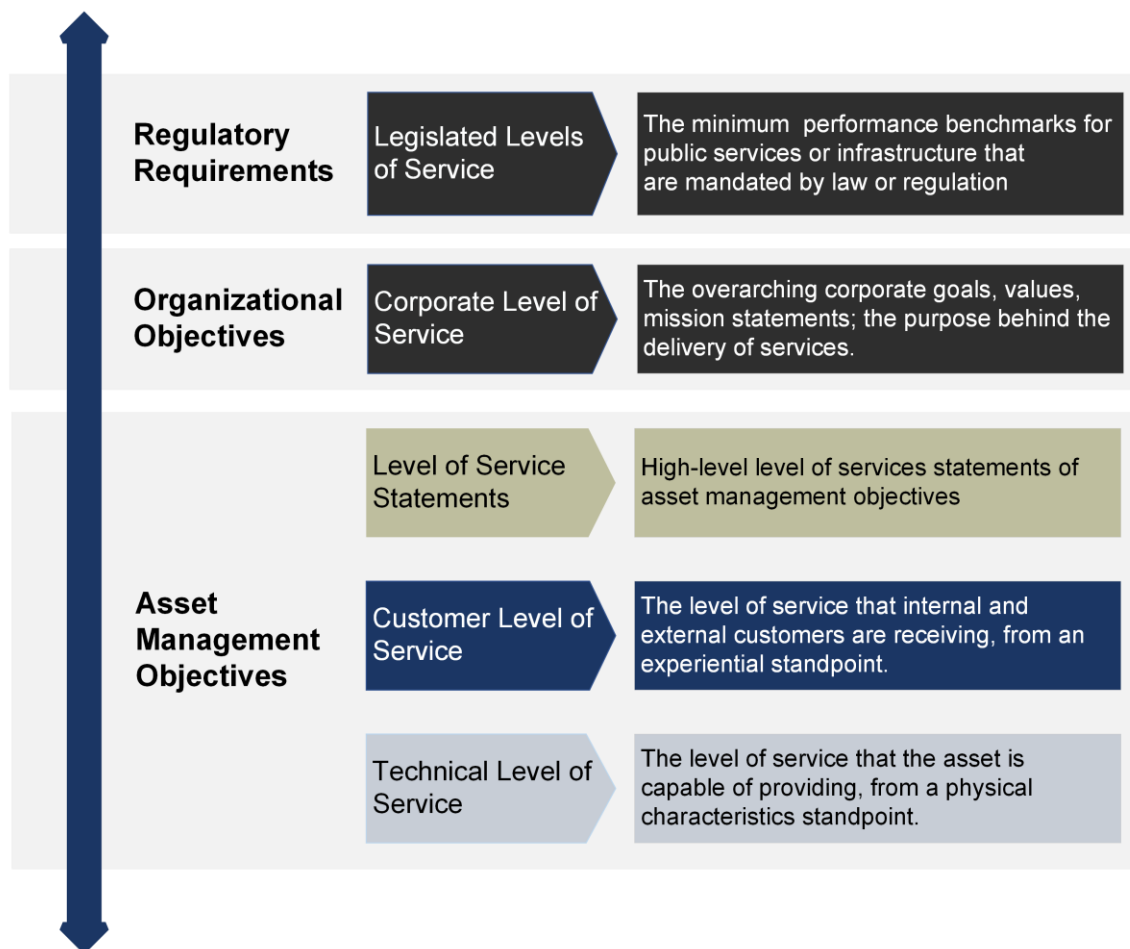 Regulatory
Requirements
Legislated Levels
of Service
The minimum  performance benchmarks for
public services or infrastructure that
are mandated by law or regulation
Organizational
Objectives
Corporate Level of
Service
The overarching corporate goals, values,
mission statements; the purpose behind the
delivery of services.
Asset
Management
Objectives
Level of Service
Statements
High-level level of services statements of
asset management objectives
Customer Level of
Service
The level of service that internal and
external customers are receiving, from an
experiential standpoint.
Technical Level of
Service
The level of service that the asset is
capable of providing, from a physical
characteristics standpoint.